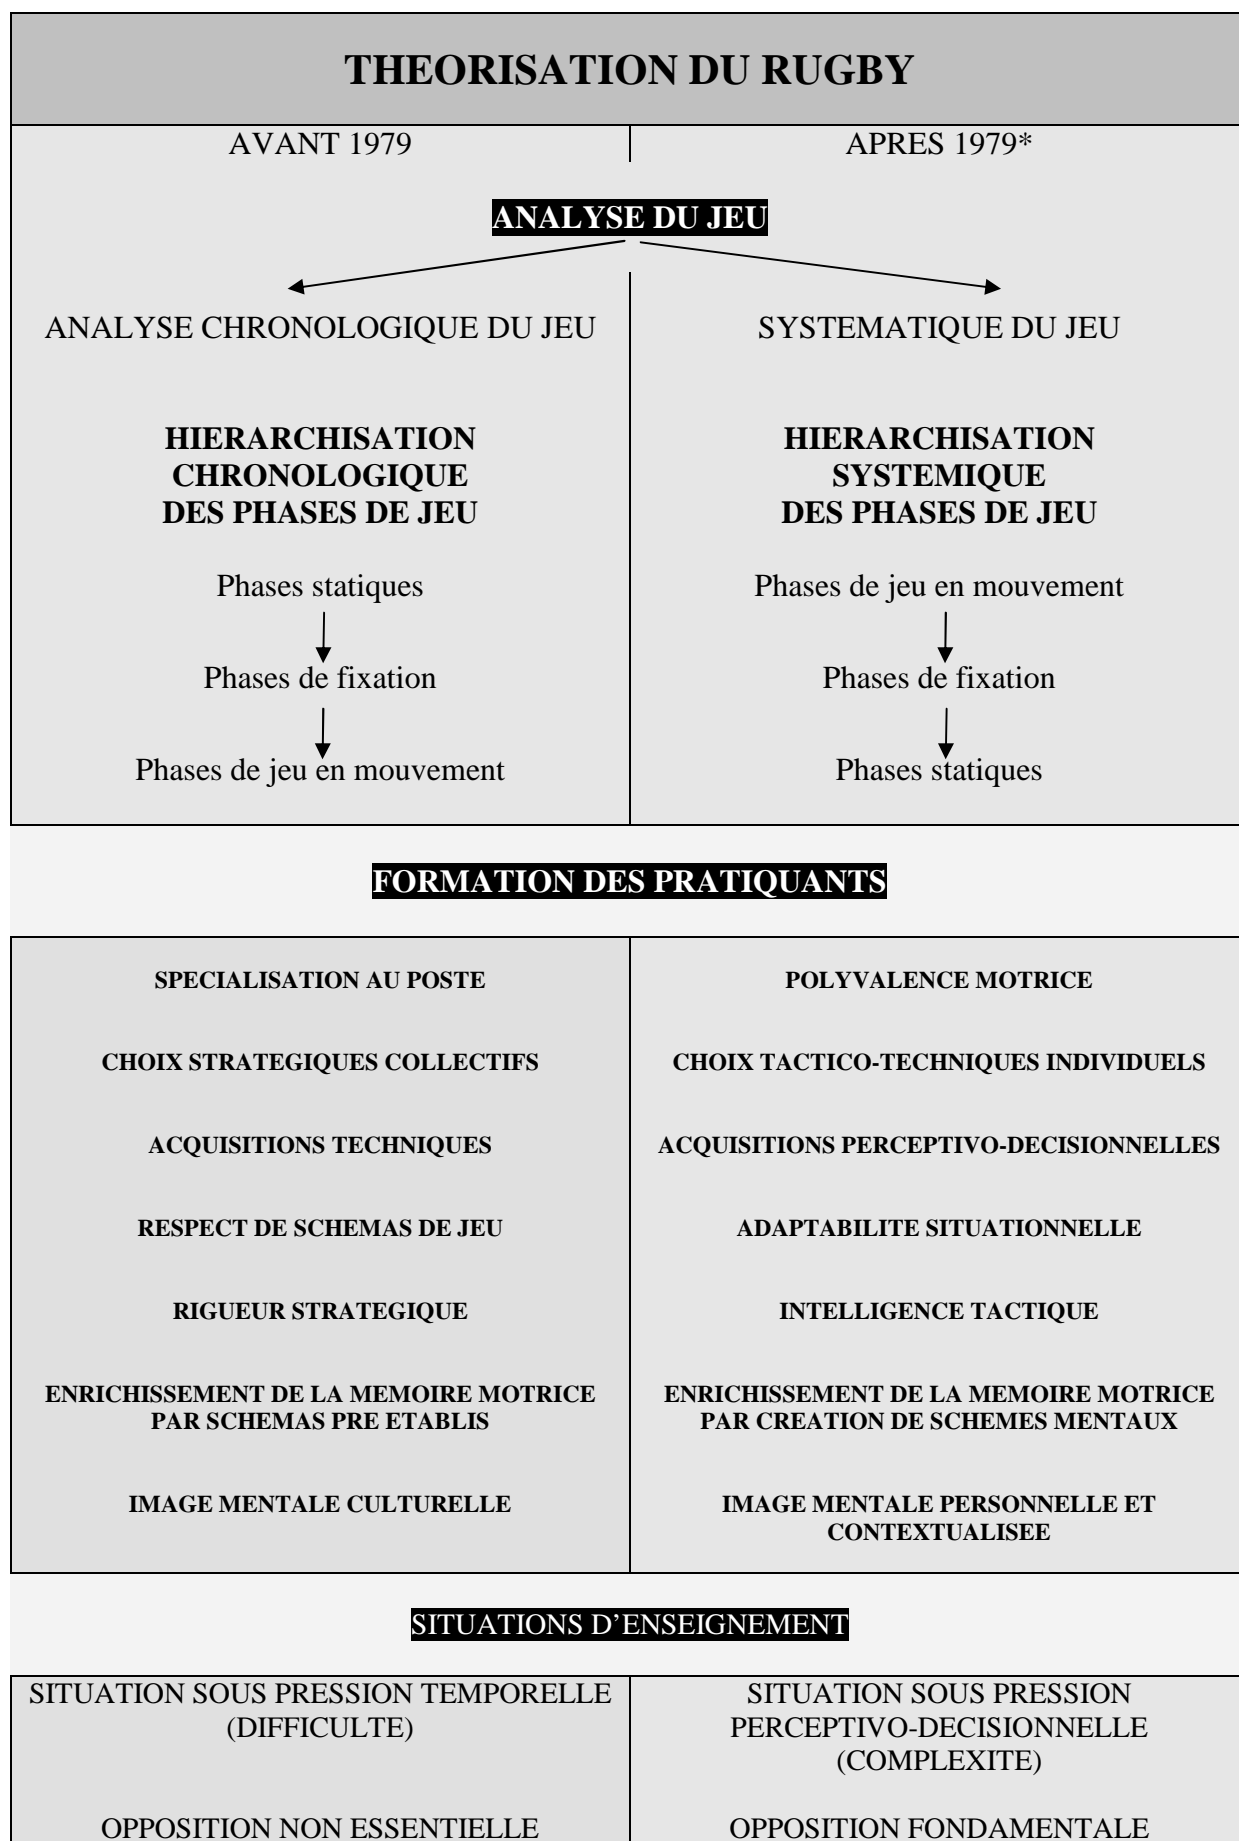 THEORISATION DU RUGBY
AVANT 1979
APRES 1979*
ANALYSE DU JEU
ANALYSE CHRONOLOGIQUE DU JEU
SYSTEMATIQUE DU JEU
HIERARCHISATION
CHRONOLOGIQUE
DES PHASES DE JEU
HIERARCHISATION
SYSTEMIQUE
DES PHASES DE JEU
Phases statiques
Phases de fixation
Phases de jeu en mouvement
Phases de jeu en mouvement
Phases de fixation
Phases statiques
FORMATION DES PRATIQUANTS
SPECIALISATION AU POSTE
POLYVALENCE MOTRICE
CHOIX STRATEGIQUES COLLECTIFS
CHOIX TACTICO-TECHNIQUES INDIVIDUELS
ACQUISITIONS TECHNIQUES
ACQUISITIONS PERCEPTIVO-DECISIONNELLES
RESPECT DE SCHEMAS DE JEU
ADAPTABILITE SITUATIONNELLE
RIGUEUR STRATEGIQUE
INTELLIGENCE TACTIQUE
ENRICHISSEMENT DE LA MEMOIRE MOTRICE
PAR SCHEMAS PRE ETABLIS
ENRICHISSEMENT DE LA MEMOIRE MOTRICE
PAR CREATION DE SCHEMES MENTAUX
IMAGE MENTALE CULTURELLE
IMAGE MENTALE PERSONNELLE ET
CONTEXTUALISEE
SITUATIONS D’ENSEIGNEMENT
SITUATION SOUS PRESSION TEMPORELLE
(DIFFICULTE)
SITUATION SOUS PRESSION
PERCEPTIVO-DECISIONNELLE
(COMPLEXITE)
OPPOSITION NON ESSENTIELLE
OPPOSITION FONDAMENTALE